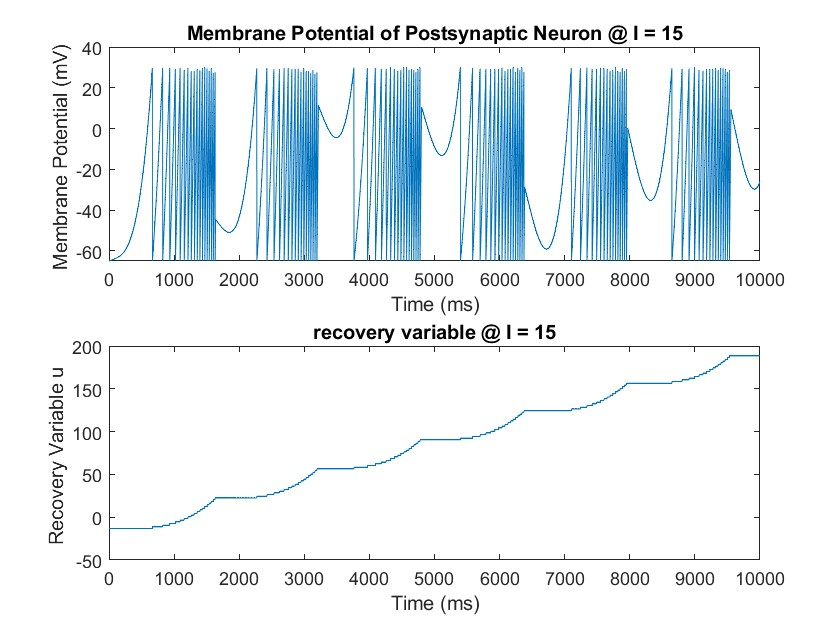 Membrane Potential of Postsynaptic Neuron @ I = 15
Membrane Potential (mV)
40
20
0
-20
-40
-60
0 1000 2000 3000 4000 5000 6000 7000 8000 9000 10000
Time (ms)
recovery variable @ I = 15
Recovery Variable u
200
150
100
50
0
-50
0 1000 2000 3000 4000 5000 6000 7000 8000 9000 10000
Time (ms)